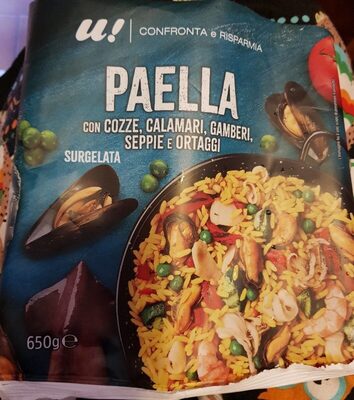 u! | CONFRONTA e RISPARMIA
PAELLA
CON COZZE, CALAMARI, GAMBERI,
SEPPIE E ORTAGGI
SURGELATA
650g e